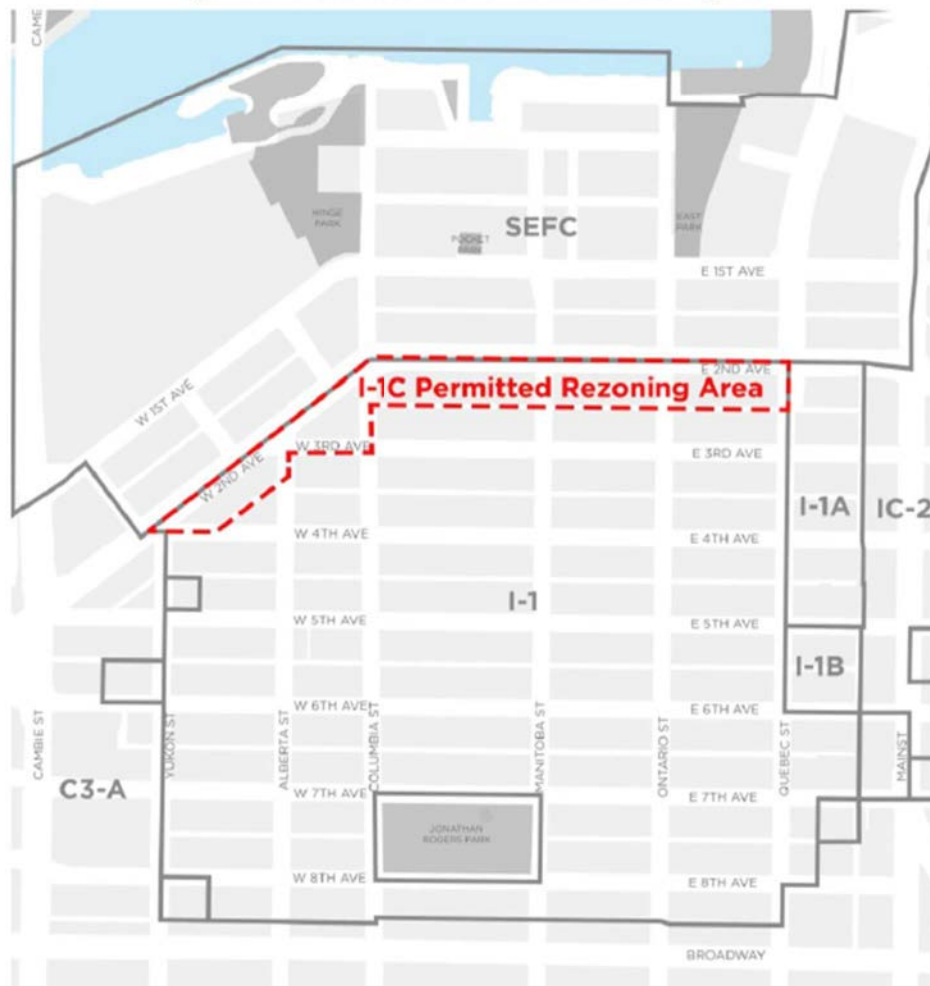 CAME
HINGE
PARK
POCKET
PARK
SEFC
EAST
PARK
E 1ST AVE
W 1ST AVE
E 2ND AVE
I-1C Permitted Rezoning Area
W 3RD AVE
E 3RD AVE
W 2ND AVE
I-1A
IC-2
W 4TH AVE
E 4TH AVE
I-1
W 5TH AVE
E 5TH AVE
I-1B
W 6TH AVE
E 6TH AVE
CAMBIE ST
YUKON ST
ALBERTA ST
COLUMBIA ST
MANITOBA ST
ONTARIO ST
QUEBEC ST
MAIN ST
C3-A
W 7TH AVE
E 7TH AVE
JONATHAN
ROGERS PARK
W 8TH AVE
E 8TH AVE
BROADWAY